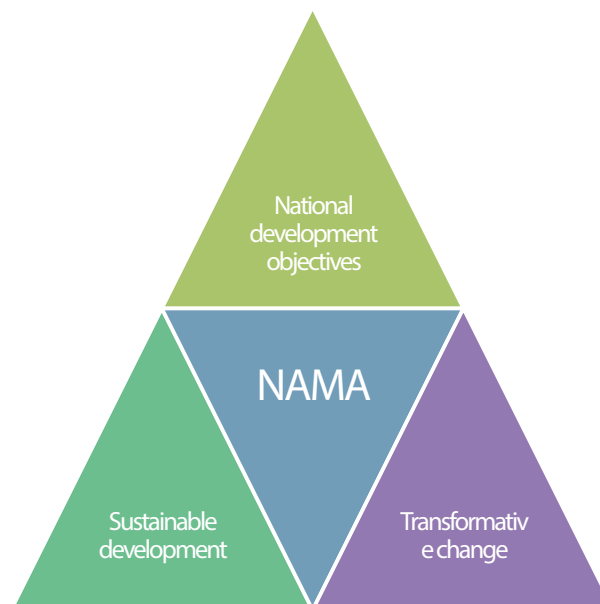 National
development
objectives
NAMA
Sustainable
development
Transformativ
e change